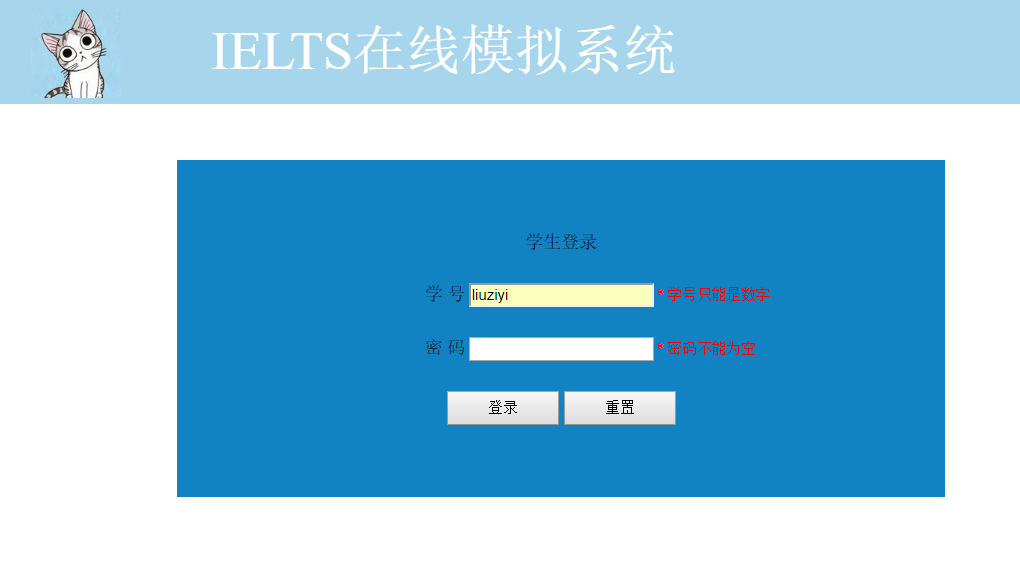 IELTS在线模拟系统
学生登录
学 号 liuziyi * 学号只能是数字
密 码 * 密码不能为空
登录 重置